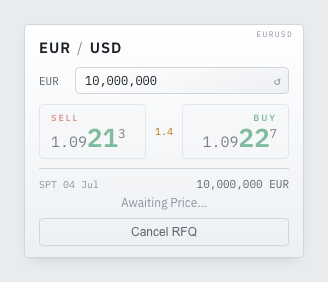 EURUSD
EUR / USD
EUR 10,000,000 ↺
SELL BUY
1.09213 1.4 1.09227
SPT 04 Jul 10,000,000 EUR
Awaiting Price...
Cancel RFQ